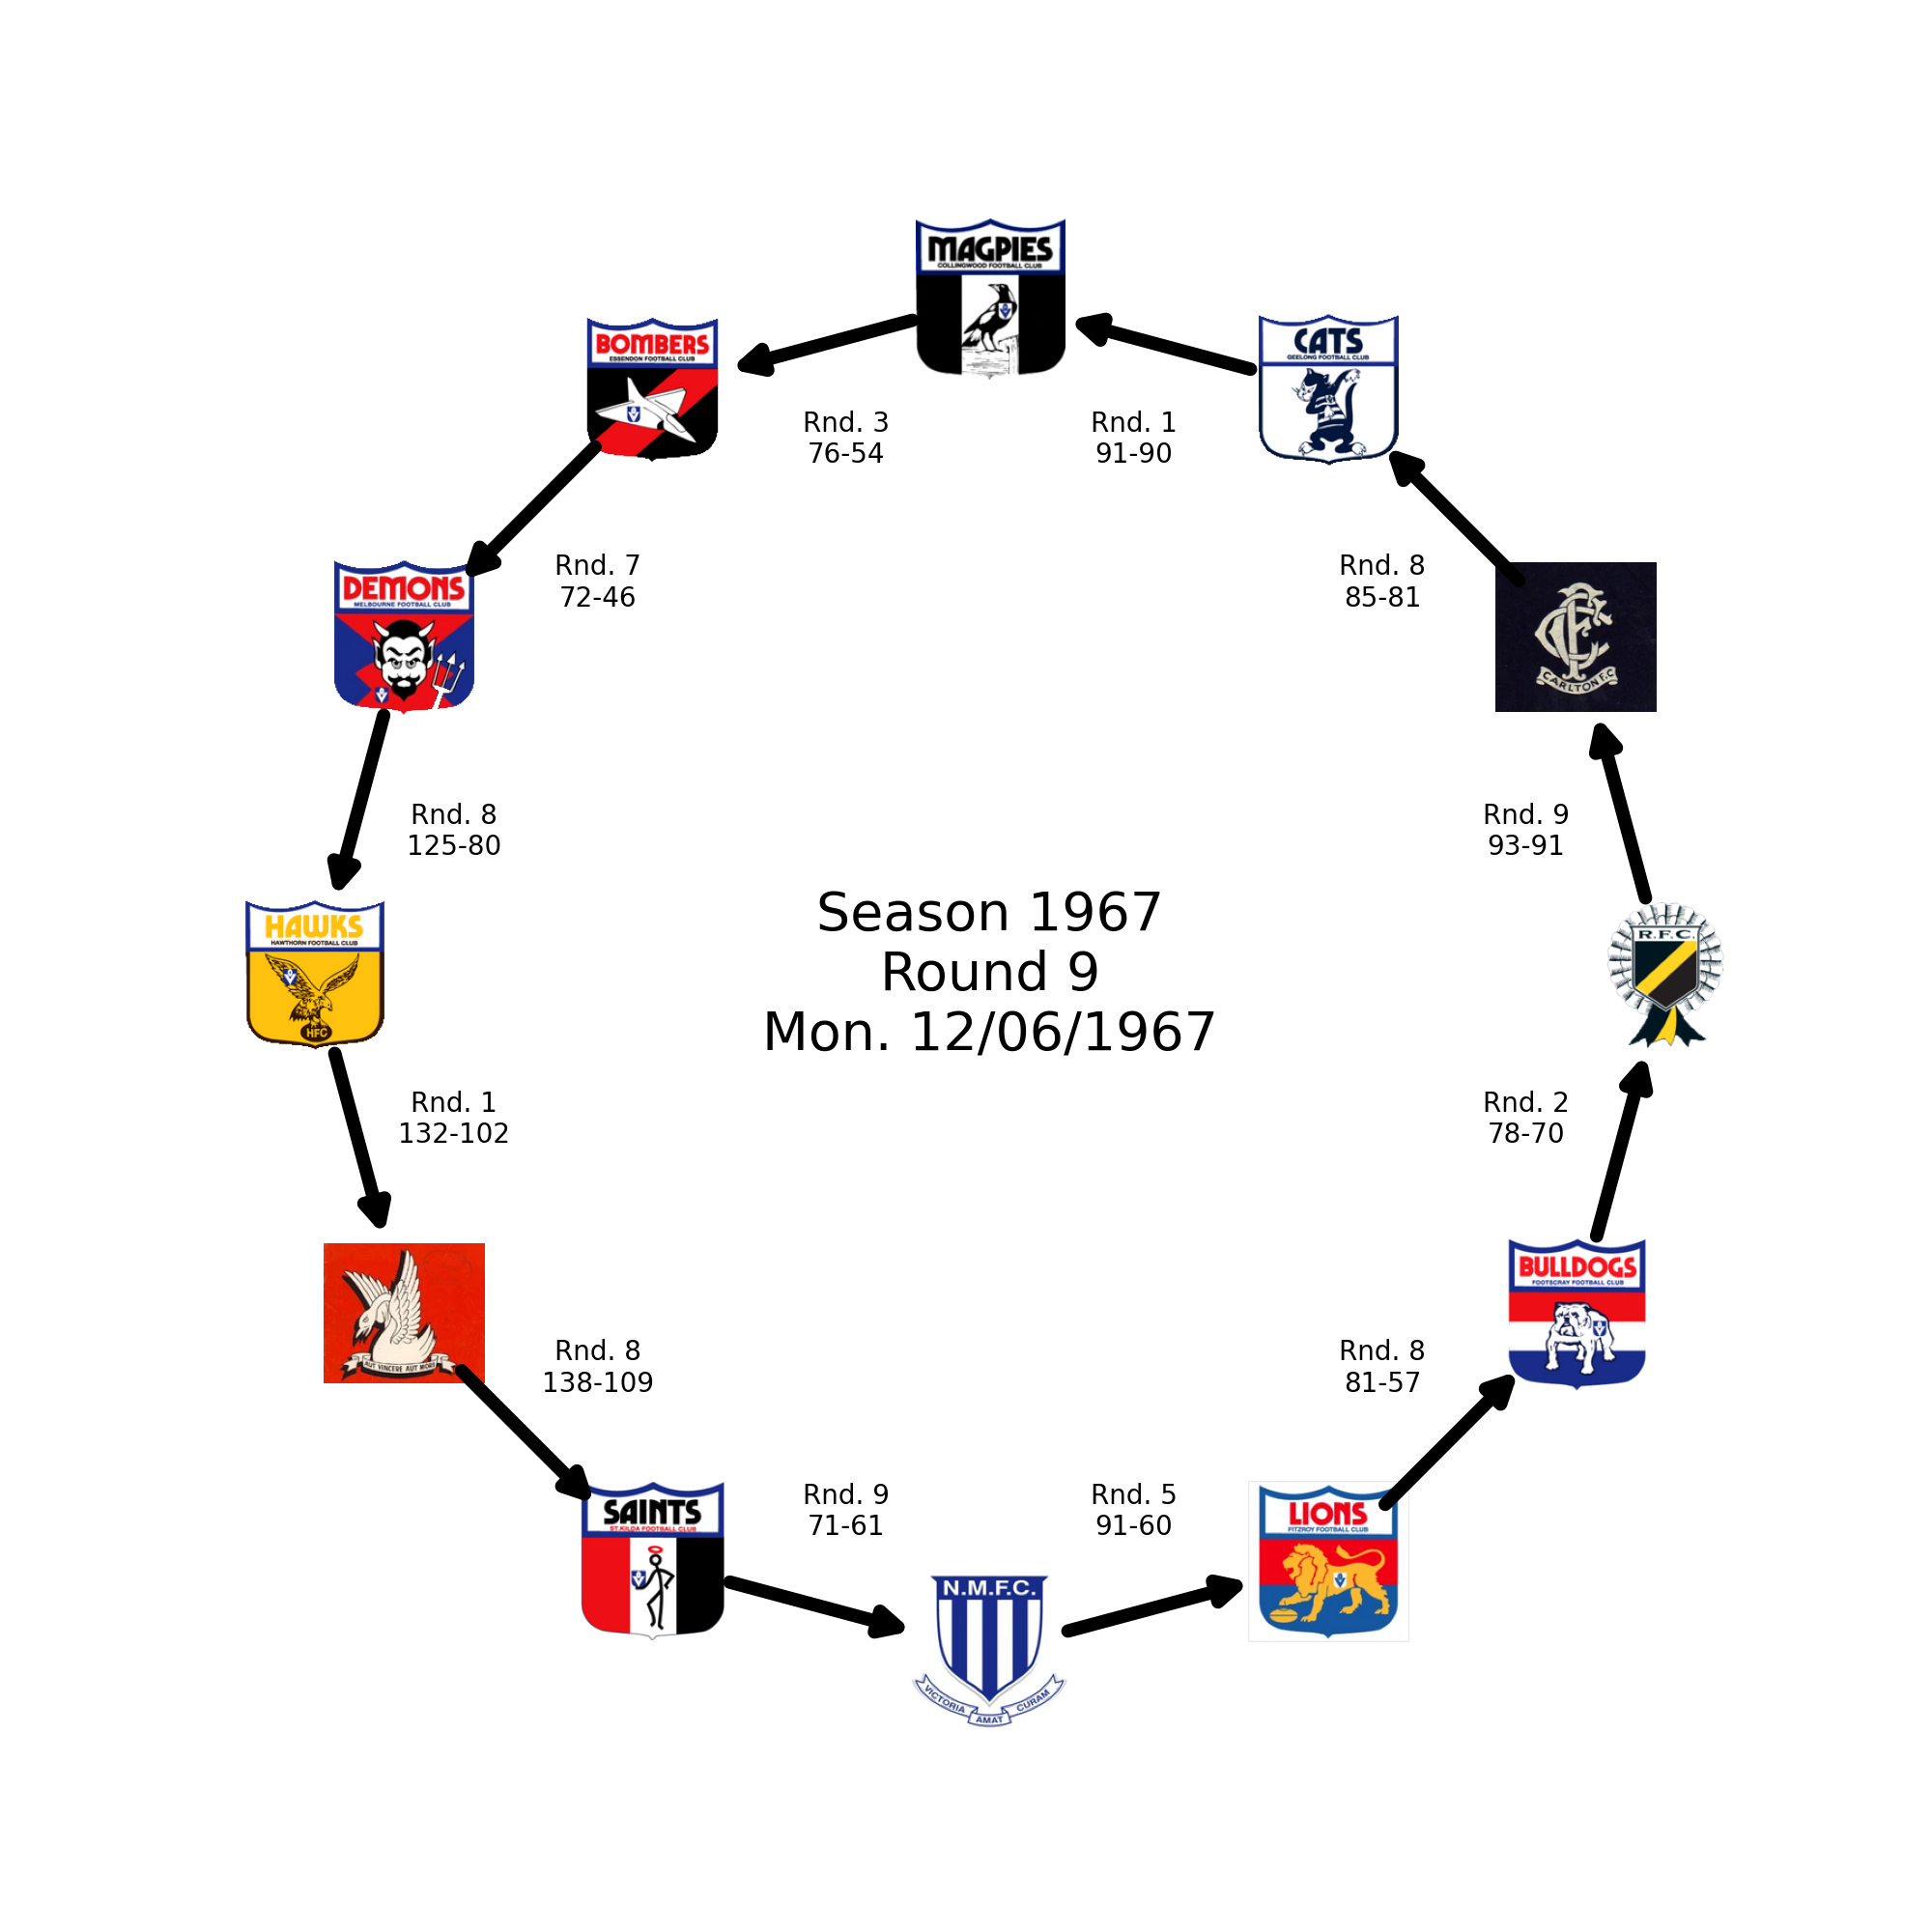 MAGPIES
COLLINGWOOD FOOTBALL CLUB
CATS
GEELONG FOOTBALL CLUB
BOMBERS
ESSENDON FOOTBALL CLUB
Rnd. 3
76-54
Rnd. 1
91-90
DEMONS
MELBOURNE FOOTBALL CLUB
Rnd. 7
72-46
Rnd. 8
85-81
CFC
CARLTON F.C
Rnd. 8
125-80
Rnd. 9
93-91
HAWKS
HAWTHORN FOOTBALL CLUB
HFC
Season 1967
Round 9
Mon. 12/06/1967
R.F.C.
Rnd. 1
132-102
Rnd. 2
78-70
AUT VINCERE AUT MORI
BULLDOGS
FOOTSCRAY FOOTBALL CLUB
Rnd. 8
138-109
Rnd. 8
81-57
SAINTS
ST.KILDA FOOTBALL CLUB
Rnd. 9
71-61
Rnd. 5
91-60
LIONS
FITZROY FOOTBALL CLUB
N.M.F.C.
VICTORIA AMAT CURAM